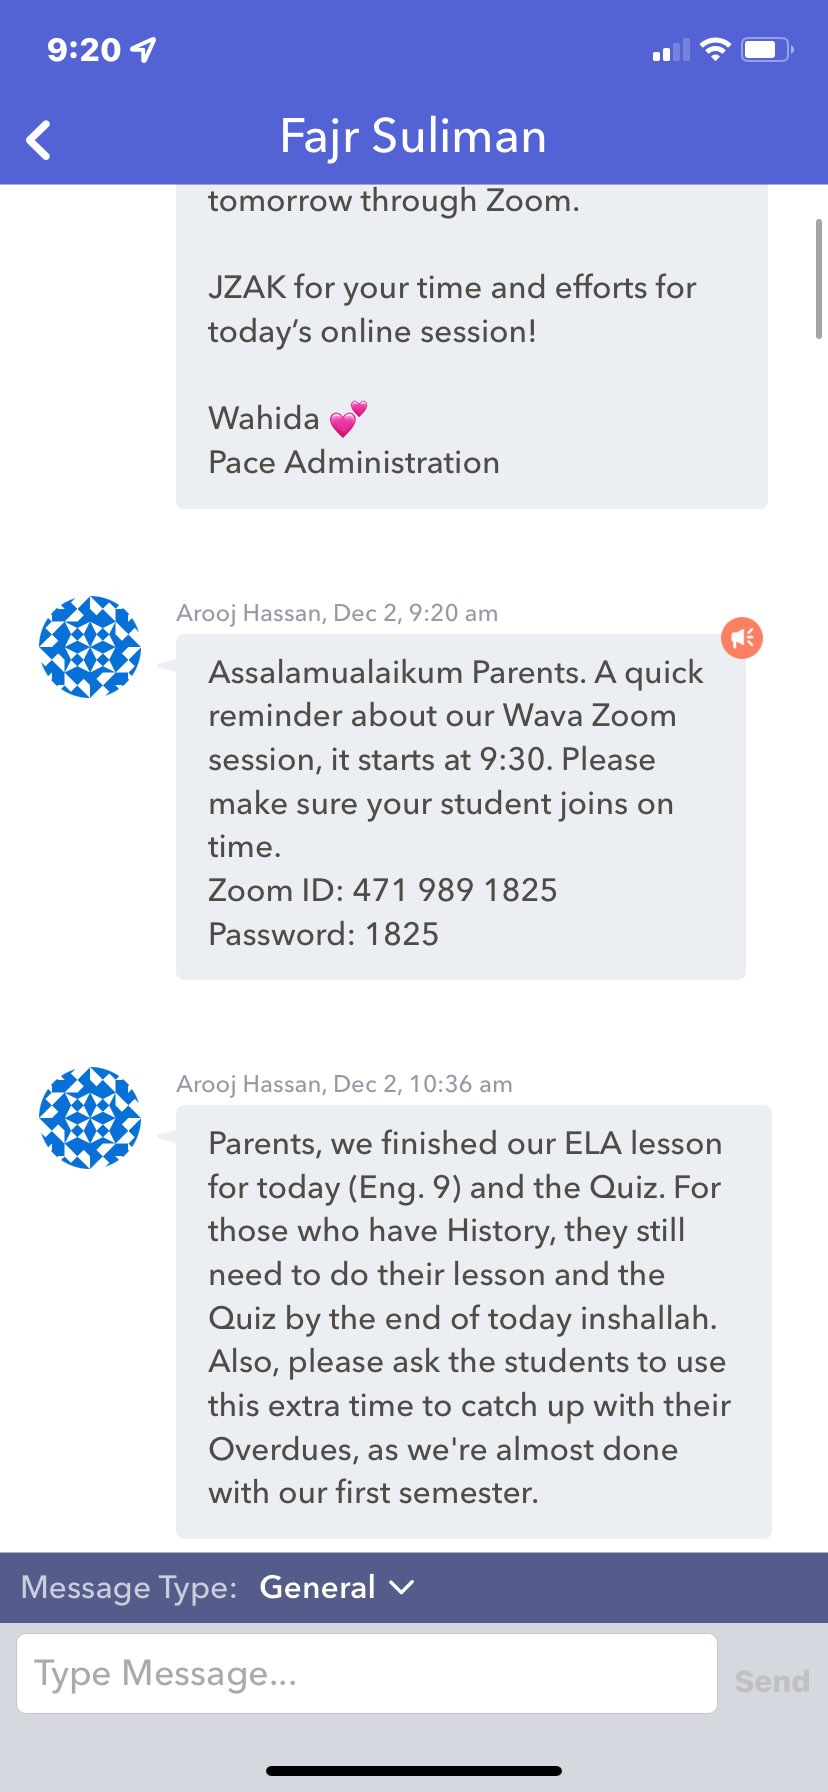 9:20
Fajr Suliman
tomorrow through Zoom.
JZAK for your time and efforts for
today’s online session!
Wahida 💕
Pace Administration
Arooj Hassan, Dec 2, 9:20 am
Assalamualaikum Parents. A quick
reminder about our Wava Zoom
session, it starts at 9:30. Please
make sure your student joins on
time.
Zoom ID: 471 989 1825
Password: 1825
Arooj Hassan, Dec 2, 10:36 am
Parents, we finished our ELA lesson
for today (Eng. 9) and the Quiz. For
those who have History, they still
need to do their lesson and the
Quiz by the end of today inshallah.
Also, please ask the students to use
this extra time to catch up with their
Overdues, as we're almost done
with our first semester.
Message Type: General
Type Message...
Send